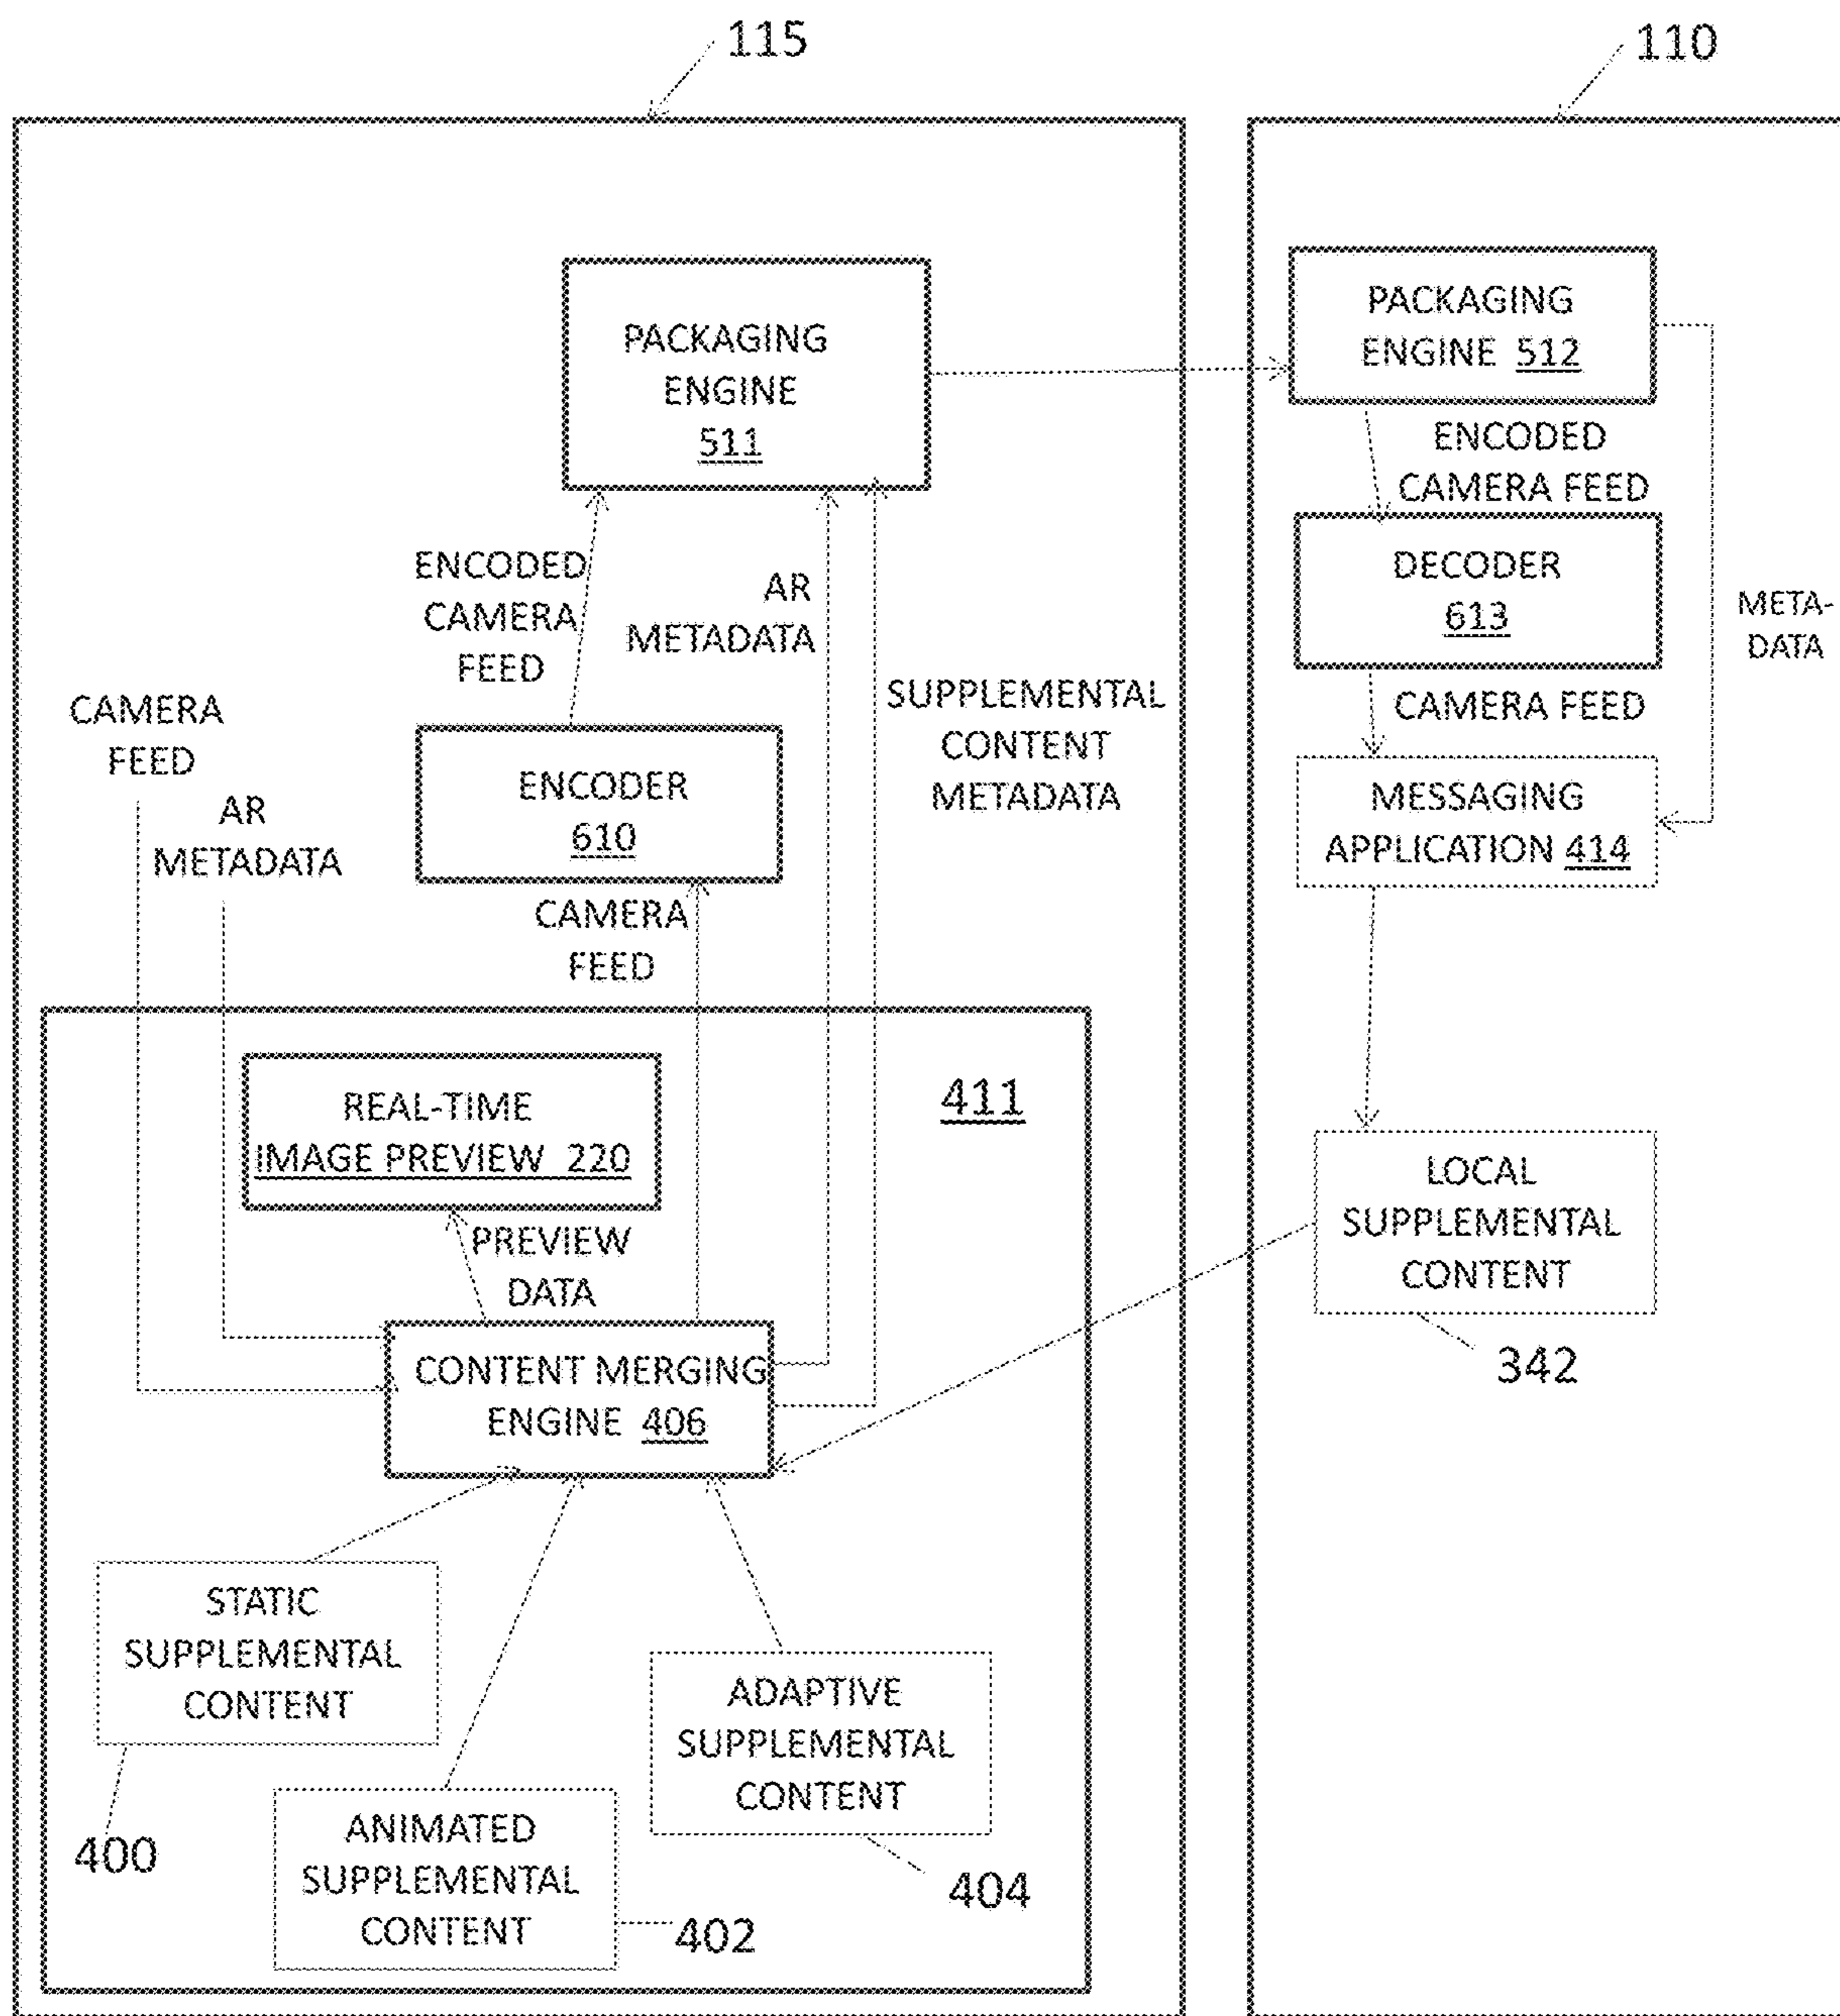 115
110
PACKAGING
ENGINE
511
PACKAGING
ENGINE 512
ENCODED
CAMERA FEED
DECODER
613
META-
DATA
CAMERA FEED
MESSAGING
APPLICATION 414
ENCODED
CAMERA
FEED
AR
METADATA
SUPPLEMENTAL
CONTENT
METADATA
CAMERA
FEED
AR
METADATA
ENCODER
610
CAMERA
FEED
411
REAL-TIME
IMAGE PREVIEW 220
PREVIEW
DATA
CONTENT MERGING
ENGINE 406
LOCAL
SUPPLEMENTAL
CONTENT
342
STATIC
SUPPLEMENTAL
CONTENT
400
ANIMATED
SUPPLEMENTAL
CONTENT
402
ADAPTIVE
SUPPLEMENTAL
CONTENT
404